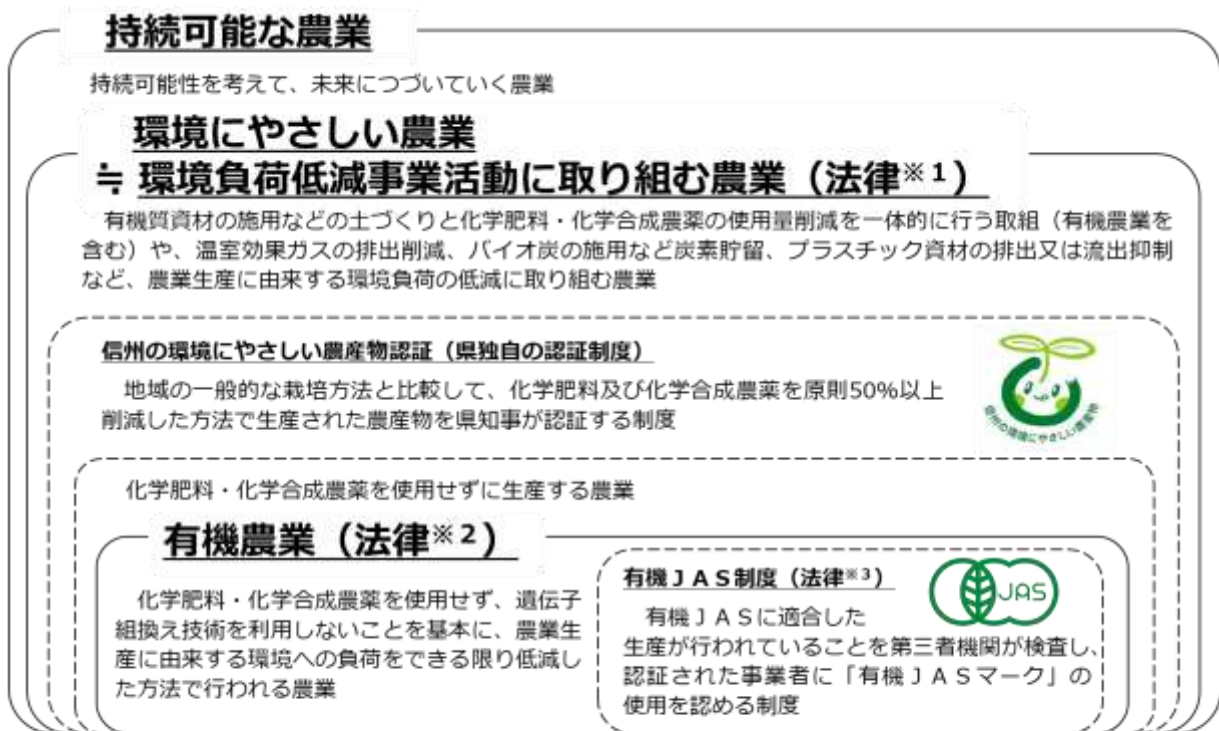 持続可能な農業
持続可能性を考えて、未来につづいていく農業
環境にやさしい農業
≒ 環境負荷低減事業活動に取り組む農業（法律※１）
有機質資材の施用などの土づくりと化学肥料・化学合成農薬の使用量削減を一体的に行う取組（有機農業を
含む）や、温室効果ガスの排出削減、バイオ炭の施用など炭素貯留、プラスチック資材の排出又は流出抑制
など、農業生産に由来する環境負荷の低減に取り組む農業
信州の環境にやさしい農産物認証（県独自の認証制度）
地域の一般的な栽培方法と比較して、化学肥料及び化学合成農薬を原則50％以上
削減した方法で生産された農産物を県知事が認証する制度
信州の環境にやさしい農産物
化学肥料・化学合成農薬を使用せずに生産する農業
有機農業（法律※２）
化学肥料・化学合成農薬を使用せず、遺伝子
組換え技術を利用しないことを基本に、農業生
産に由来する環境への負荷をできる限り低減し
た方法で行われる農業
有機ＪＡＳ制度（法律※３）
JAS
有機ＪＡＳに適合した
生産が行われていることを第三者機関が検査し、
認証された事業者に「有機ＪＡＳマーク」の
使用を認める制度